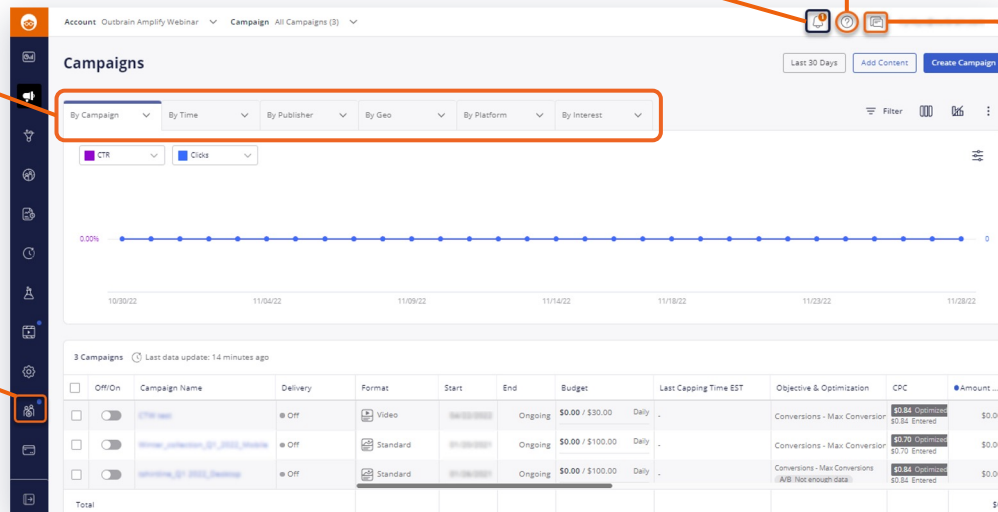 Account Outbrain Amplify Webinar Campaign All Campaigns (3)
Campaigns
Last 30 Days Add Content Create Campaign
By Campaign By Time By Publisher By Geo By Platform By Interest
Filter
CTR Clicks
0.00% 0
10/30/22 11/04/22 11/09/22 11/14/22 11/18/22 11/23/22 11/28/22
3 Campaigns Last data update: 14 minutes ago
Off/On Campaign Name Delivery Format Start End Budget Last Capping Time EST Objective & Optimization CPC Amount ...
Off Video Ongoing $0.00 / $30.00 Daily - Conversions - Max Conversion $0.84 Optimized $0.0
$0.84 Entered
Off Standard Ongoing $0.00 / $100.00 Daily - Conversions - Max Conversion $0.70 Optimized $0.0
$0.70 Entered
Off Standard Ongoing $0.00 / $100.00 Daily - Conversions - Max Conversions $0.84 Optimized $0.0
A/B Not enough data $0.84 Entered
Total